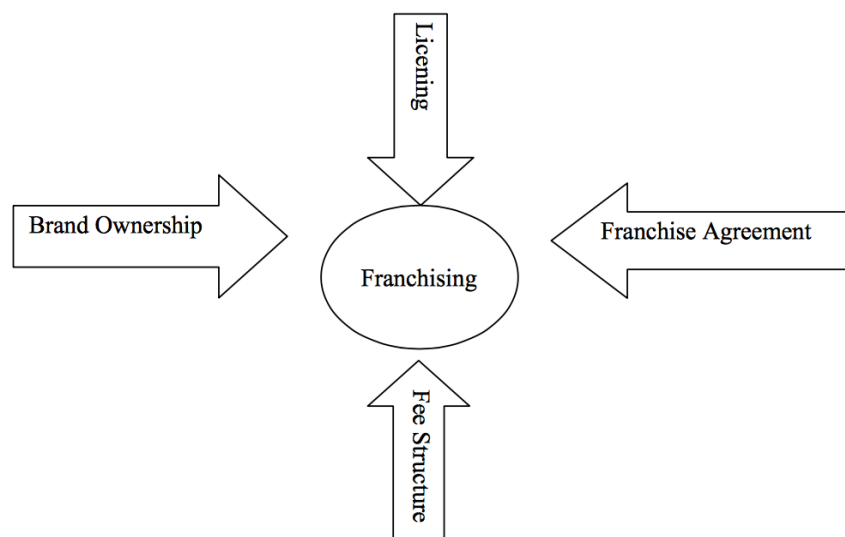 Licening
Brand Ownership
Franchise Agreement
Franchising
Fee Structure